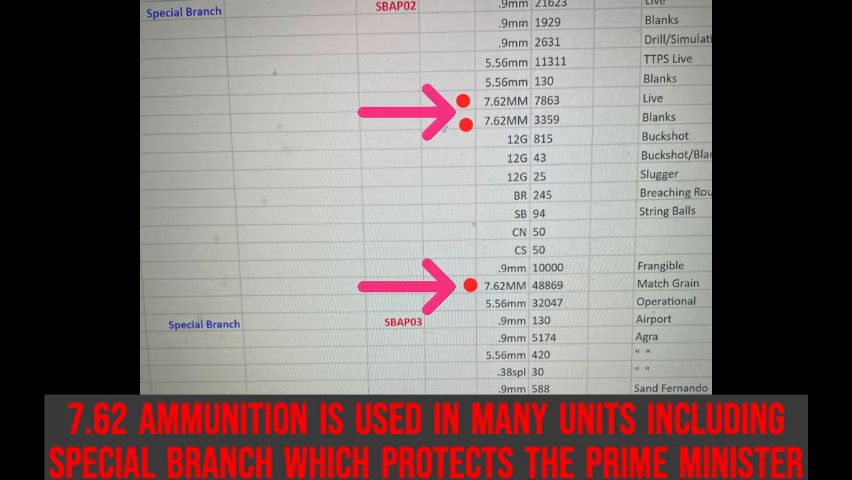 Special Branch SBAP02 .9mm 21623 Live
.9mm 1929 Blanks
.9mm 2631 Drill/Simulati
5.56mm 11311 TTPS Live
5.56mm 130 Blanks
7.62MM 7863 Live
7.62MM 3359 Blanks
12G 815 Buckshot
12G 43 Buckshot/Blan
12G 25 Slugger
BR 245 Breaching Rou
SB 94 String Balls
CN 50
CS 50
.9mm 10000 Frangible
7.62MM 48869 Match Grain
5.56mm 32047 Operational
Special Branch SBAP03 .9mm 130 Airport
.9mm 5174 Agra
5.56mm 420 " "
.38spl 30 " "
.9mm 588 Sand Fernando
7.62 AMMUNITION IS USED IN MANY UNITS INCLUDING
SPECIAL BRANCH WHICH PROTECTS THE PRIME MINISTER